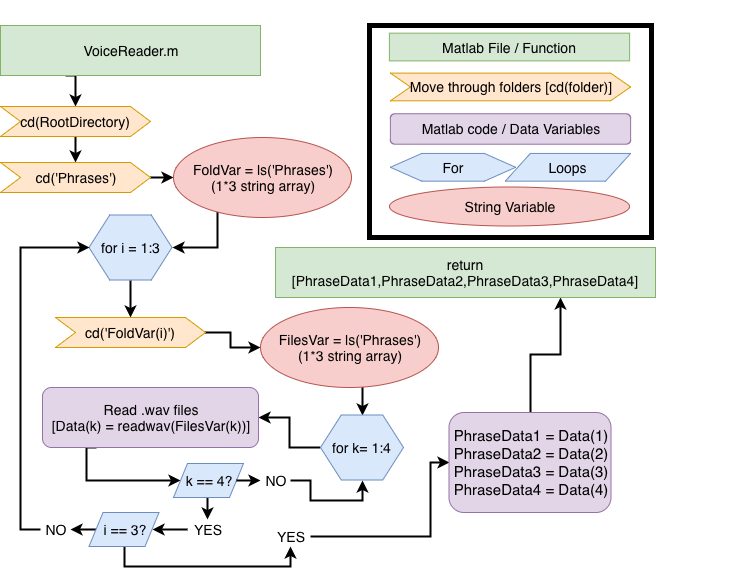 VoiceReader.m
Matlab File / Function
Move through folders [cd(folder)]
Matlab code / Data Variables
For
Loops
String Variable
cd(RootDirectory)
cd('Phrases')
FoldVar = ls('Phrases')
(1*3 string array)
for i = 1:3
return
[PhraseData1,PhraseData2,PhraseData3,PhraseData4]
cd('FoldVar(i)')
FilesVar = ls('Phrases')
(1*3 string array)
Read .wav files
[Data(k) = readwav(FilesVar(k))]
for k= 1:4
k == 4?
NO
YES
i == 3?
NO
YES
PhraseData1 = Data(1)
PhraseData2 = Data(2)
PhraseData3 = Data(3)
PhraseData4 = Data(4)